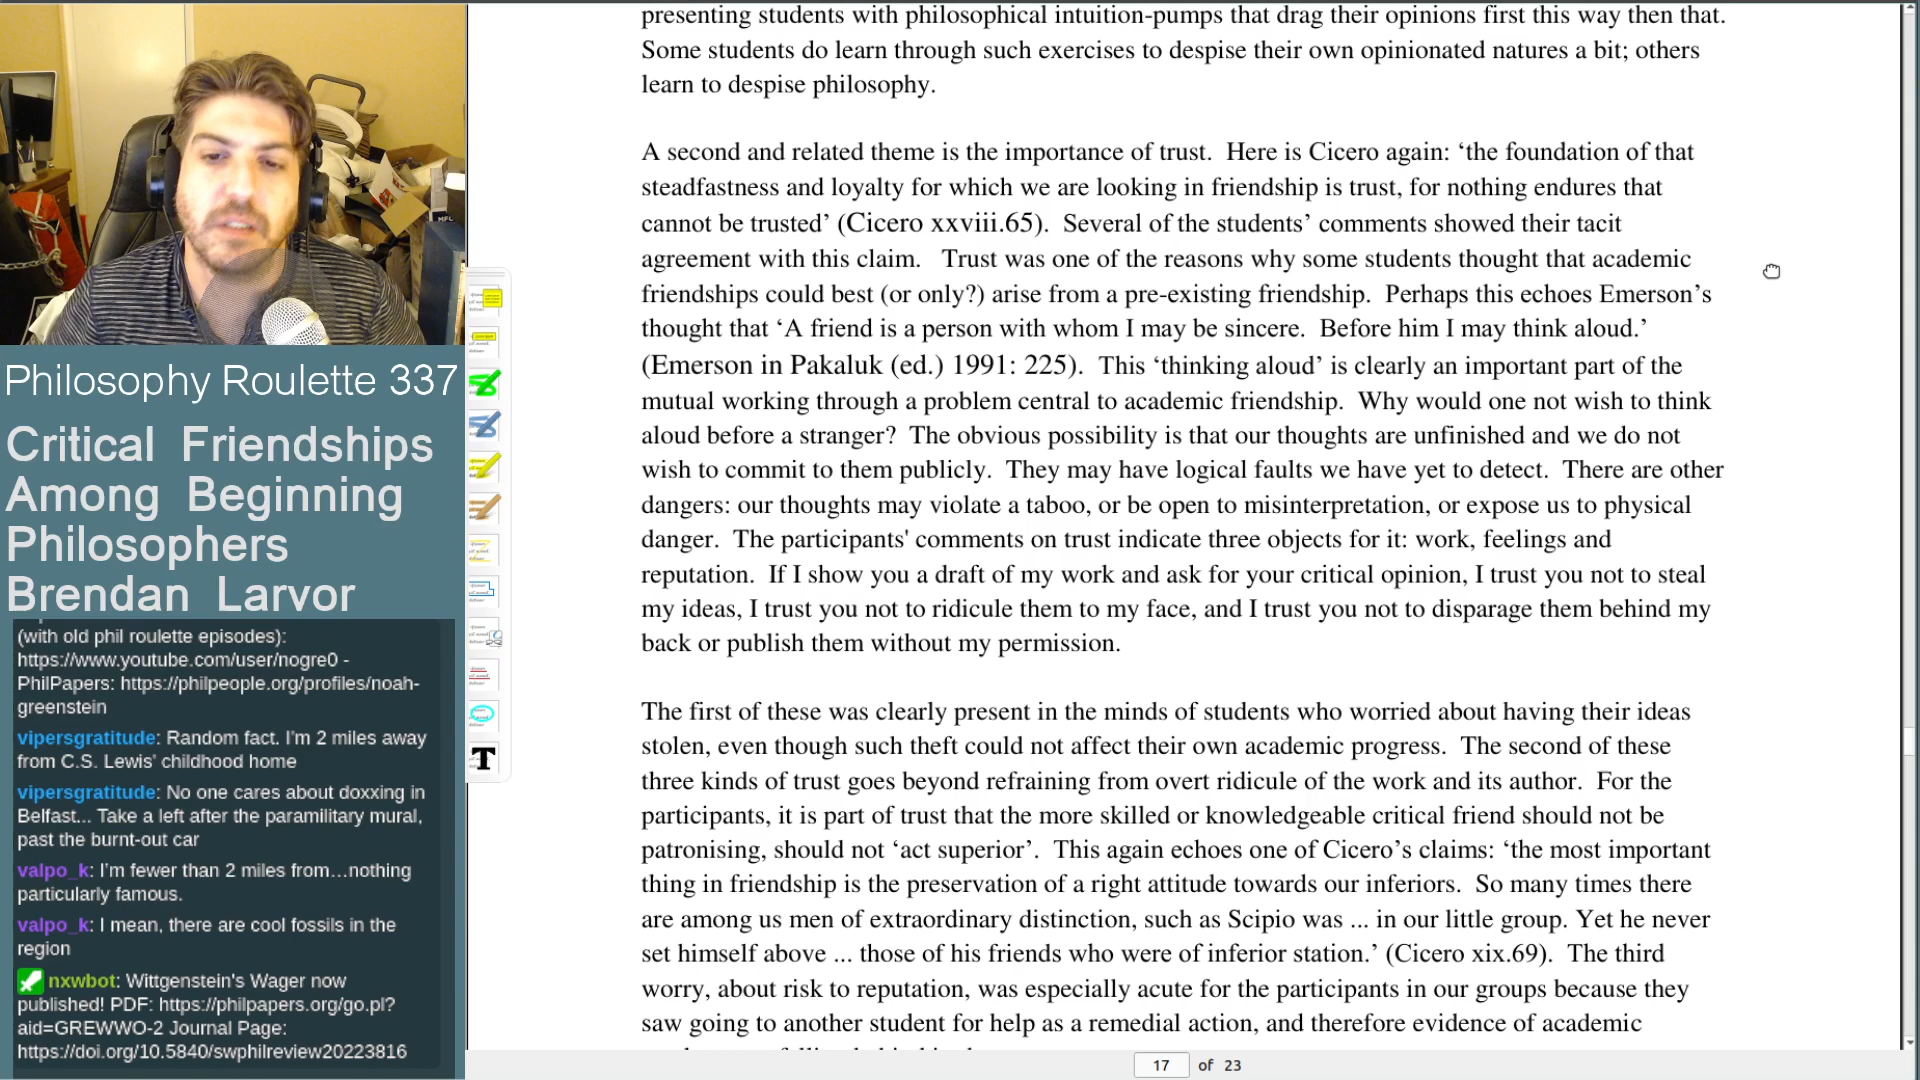 presenting students with philosophical intuition-pumps that drag their opinions first this way then that.
Some students do learn through such exercises to despise their own opinionated natures a bit; others
learn to despise philosophy.
A second and related theme is the importance of trust.  Here is Cicero again: ‘the foundation of that
steadfastness and loyalty for which we are looking in friendship is trust, for nothing endures that
cannot be trusted’ (Cicero xxviii.65).  Several of the students’ comments showed their tacit
agreement with this claim.   Trust was one of the reasons why some students thought that academic
friendships could best (or only?) arise from a pre-existing friendship.  Perhaps this echoes Emerson’s
thought that ‘A friend is a person with whom I may be sincere.  Before him I may think aloud.’
(Emerson in Pakaluk (ed.) 1991: 225).  This ‘thinking aloud’ is clearly an important part of the
mutual working through a problem central to academic friendship.  Why would one not wish to think
aloud before a stranger?  The obvious possibility is that our thoughts are unfinished and we do not
wish to commit to them publicly.  They may have logical faults we have yet to detect.  There are other
dangers: our thoughts may violate a taboo, or be open to misinterpretation, or expose us to physical
danger.  The participants' comments on trust indicate three objects for it: work, feelings and
reputation.  If I show you a draft of my work and ask for your critical opinion, I trust you not to steal
my ideas, I trust you not to ridicule them to my face, and I trust you not to disparage them behind my
back or publish them without my permission.
The first of these was clearly present in the minds of students who worried about having their ideas
stolen, even though such theft could not affect their own academic progress.  The second of these
three kinds of trust goes beyond refraining from overt ridicule of the work and its author.  For the
participants, it is part of trust that the more skilled or knowledgeable critical friend should not be
patronising, should not ‘act superior’.  This again echoes one of Cicero’s claims: ‘the most important
thing in friendship is the preservation of a right attitude towards our inferiors.  So many times there
are among us men of extraordinary distinction, such as Scipio was ... in our little group. Yet he never
set himself above ... those of his friends who were of inferior station.’ (Cicero xix.69).  The third
worry, about risk to reputation, was especially acute for the participants in our groups because they
saw going to another student for help as a remedial action, and therefore evidence of academic
17 of 23
T
Philosophy Roulette 337
Critical Friendships
Among Beginning
Philosophers
Brendan Larvor
(with old phil roulette episodes):
https://www.youtube.com/user/nogre0 -
PhilPapers: https://philpeople.org/profiles/noah-
greenstein
vipersgratitude: Random fact. I'm 2 miles away
from C.S. Lewis' childhood home
vipersgratitude: No one cares about doxxing in
Belfast... Take a left after the paramilitary mural,
past the burnt-out car
valpo_k: I'm fewer than 2 miles from…nothing
particularly famous.
valpo_k: I mean, there are cool fossils in the
region
nxwbot: Wittgenstein's Wager now
published! PDF: https://philpapers.org/go.pl?
aid=GREWWO-2 Journal Page:
https://doi.org/10.5840/swphilreview20223816